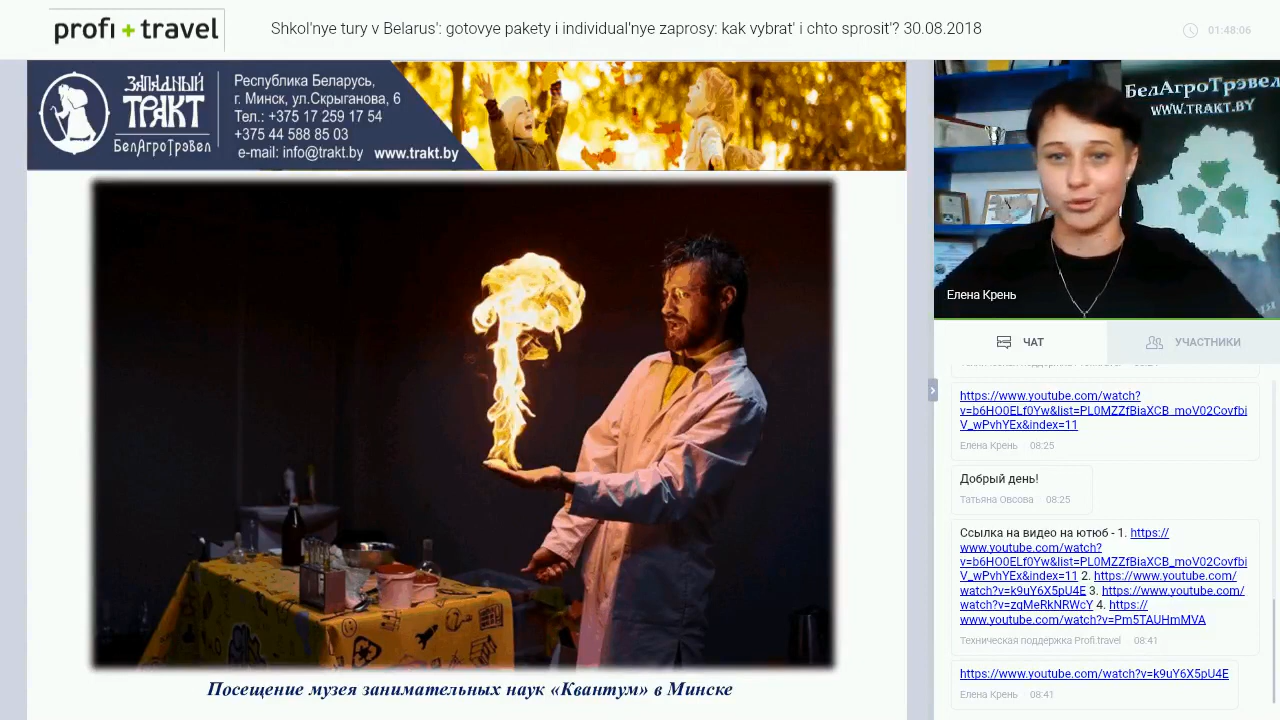 profi + travel
Shkol'nye tury v Belarus': gotovye pakety i individual'nye zaprosy: kak vybrat' i chto sprosit'? 30.08.2018
01:48:06
ЗАПАДНЫЙ
ТРАКТ
БелАгроТрэвел
Республика Беларусь,
г. Минск, ул.Скрыганова, 6
Тел.: +375 17 259 17 54
+375 44 588 85 03
e-mail: info@trakt.by www.trakt.by
Посещение музея занимательных наук «Квантум» в Минске
БелАгроТрэвел
WWW.TRAKT.BY
Елена Крень
ЧАТ
УЧАСТНИКИ
https://www.youtube.com/watch?
v=b6HO0ELf0Yw&list=PL0MZZfBiaXCB_moV02Covfbi
V_wPvhYEx&index=11
Елена Крень 08:25
Добрый день!
Татьяна Овсова 08:25
Ссылка на видео на ютюб - 1. https://
www.youtube.com/watch?
v=b6HO0ELf0Yw&list=PL0MZZfBiaXCB_moV02Covfbi
V_wPvhYEx&index=11 2. https://www.youtube.com/
watch?v=k9uY6X5pU4E 3. https://www.youtube.com/
watch?v=zqMeRkNRWcY 4. https://
www.youtube.com/watch?v=Pm5TAUHmMVA
Техническая поддержка Profi.travel 08:41
https://www.youtube.com/watch?v=k9uY6X5pU4E
Елена Крень 08:41